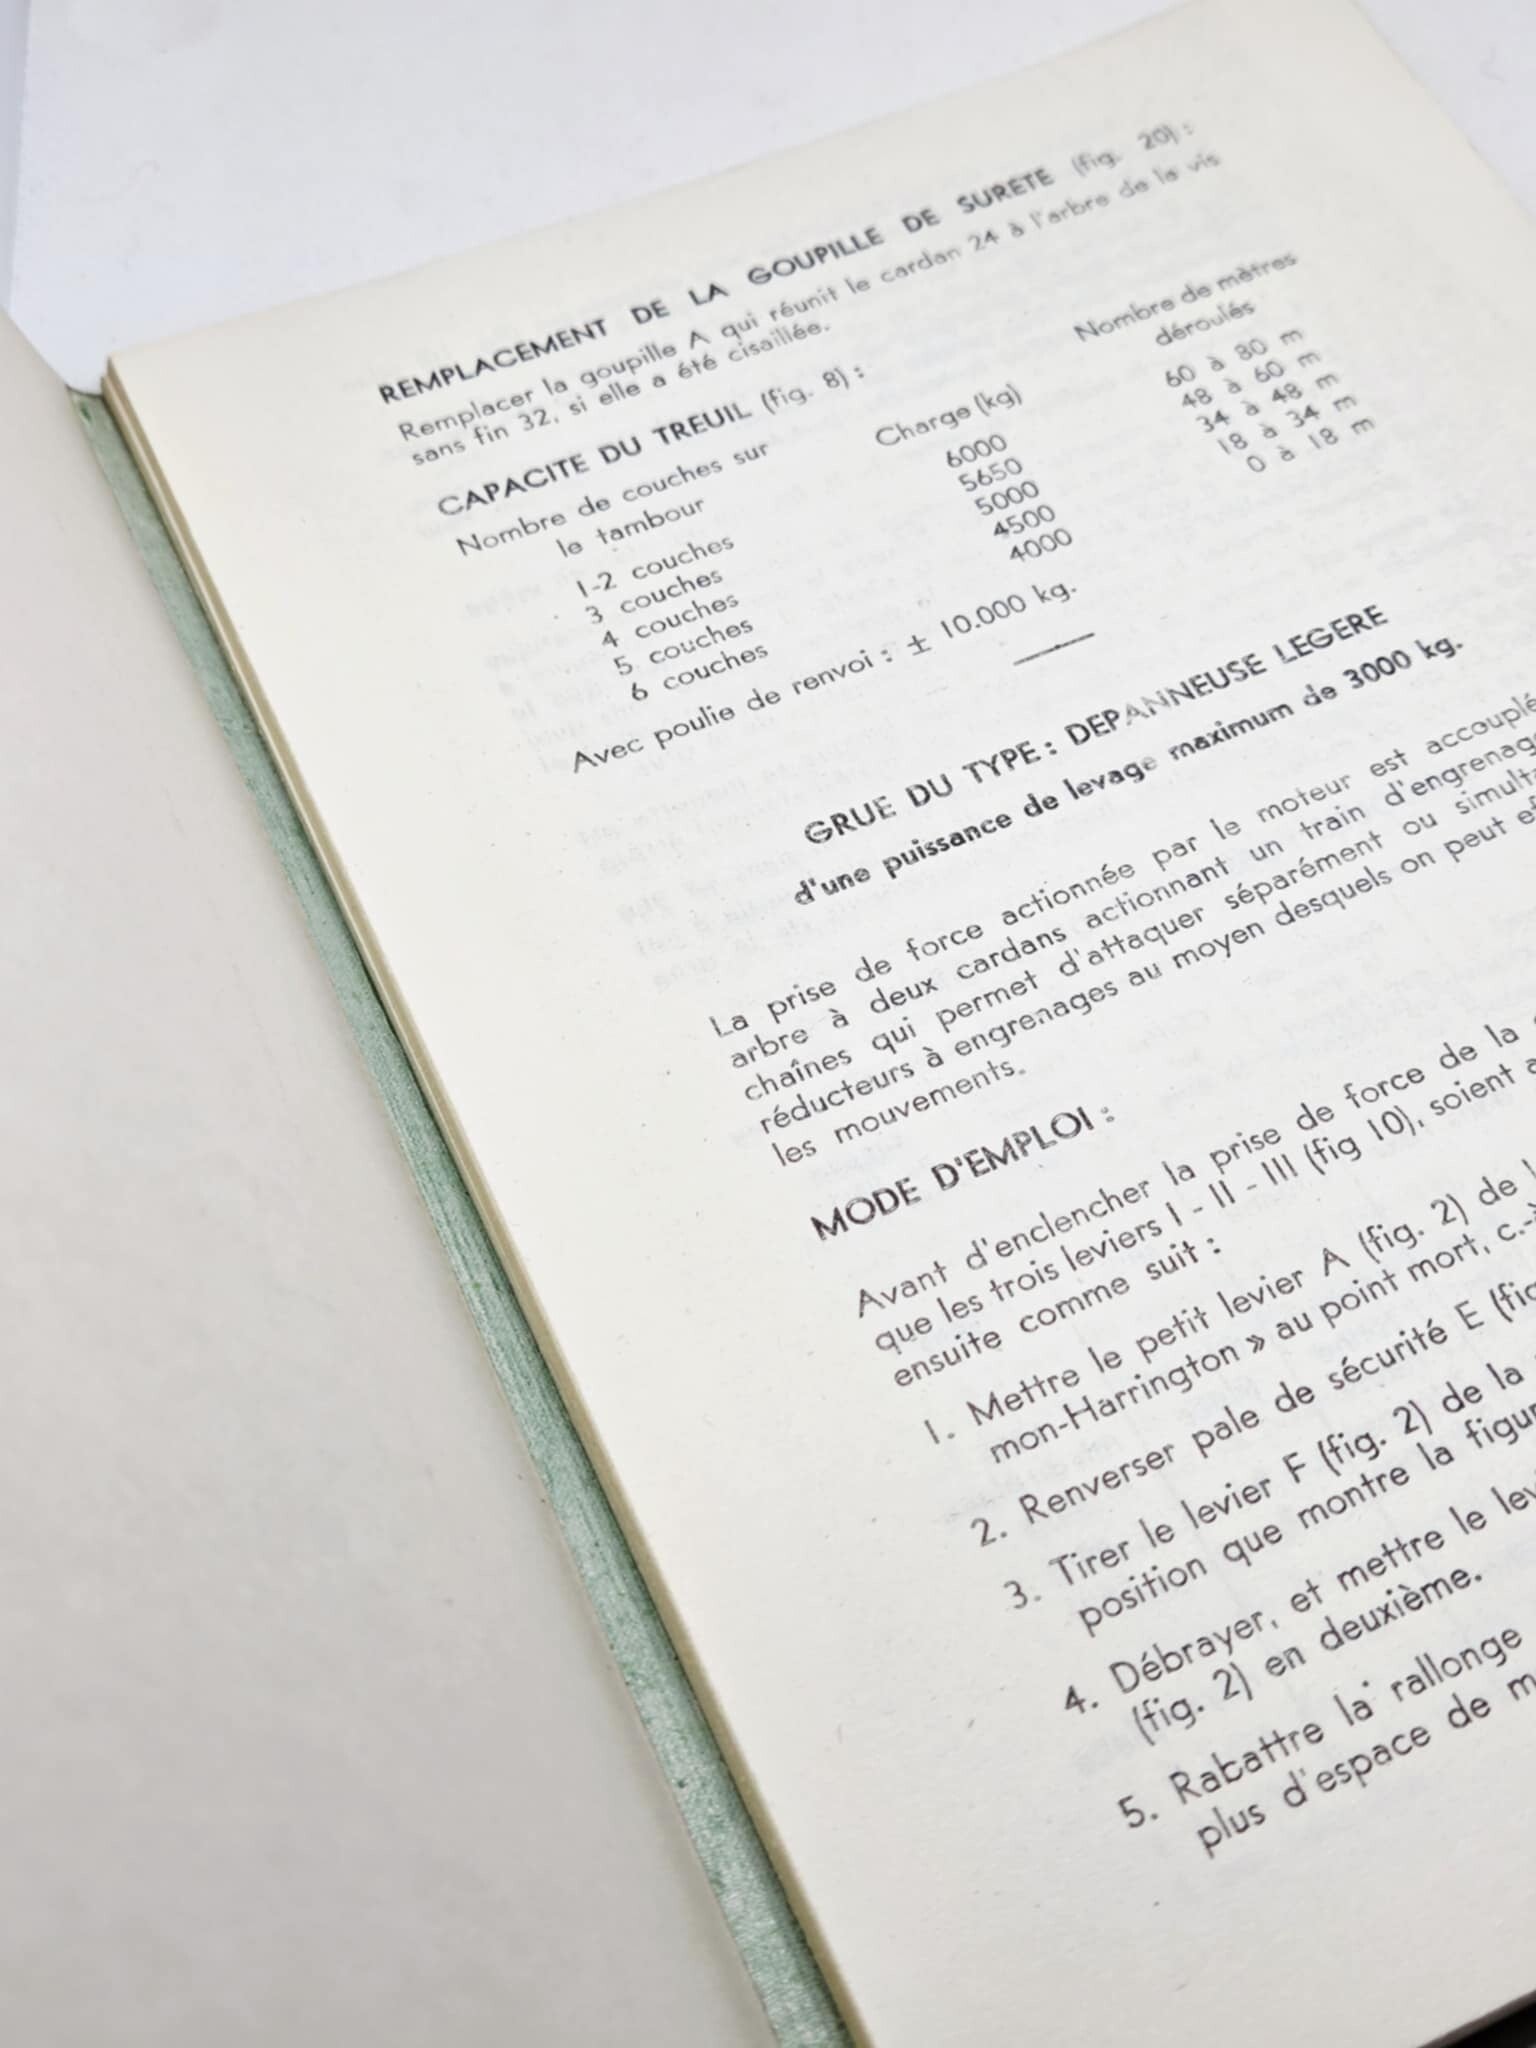 REMPLACEMENT DE LA GOUPILLE DE SURETE (fig. 20) :
Remplacer la goupille A qui réunit le cardan 24 à l'arbre de la vis
sans fin 32, si elle a été cisaillée.
CAPACITE DU TREUIL (fig. 8) :
Nombre de couches sur le tambour Charge (kg) Nombre de mètres déroulés
1-2 couches 6000 60 à 80 m
3 couches 5650 48 à 60 m
4 couches 5000 34 à 48 m
5 couches 4500 18 à 34 m
6 couches 4000 0 à 18 m
Avec poulie de renvoi : ± 10.000 kg.
GRUE DU TYPE : DEPANNEUSE LEGERE
d'une puissance de levage maximum de 3000 kg.
La prise de force actionnée par le moteur est accouplé
arbre à deux cardans actionnant un train d'engrenag
chaînes qui permet d'attaquer séparément ou simult
réducteurs à engrenages au moyen desquels on peut
les mouvements.
MODE D'EMPLOI :
Avant d'enclencher la prise de force de la
que les trois leviers I - II - III (fig 10), soient
ensuite comme suit :
1. Mettre le petit levier A (fig. 2) de
mon-Harrington » au point mort, c.-
2. Renverser pale de sécurité E (fig
3. Tirer le levier F (fig. 2) de la
position que montre la figu
4. Débrayer, et mettre le le
(fig. 2) en deuxième.
5. Rabattre la rallonge
plus d'espace de m